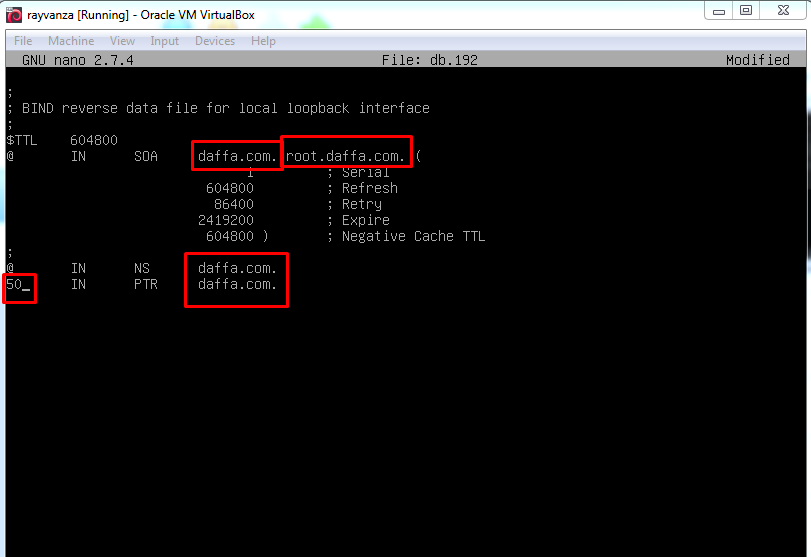 rayvanza [Running] - Oracle VM VirtualBox
File Machine View Input Devices Help
GNU nano 2.7.4 File: db.192 Modified
;
; BIND reverse data file for local loopback interface
;
$TTL 604800
@ IN SOA daffa.com. root.daffa.com. (
1 ; Serial
604800 ; Refresh
86400 ; Retry
2419200 ; Expire
604800 ) ; Negative Cache TTL
;
@ IN NS daffa.com.
50_ IN PTR daffa.com.